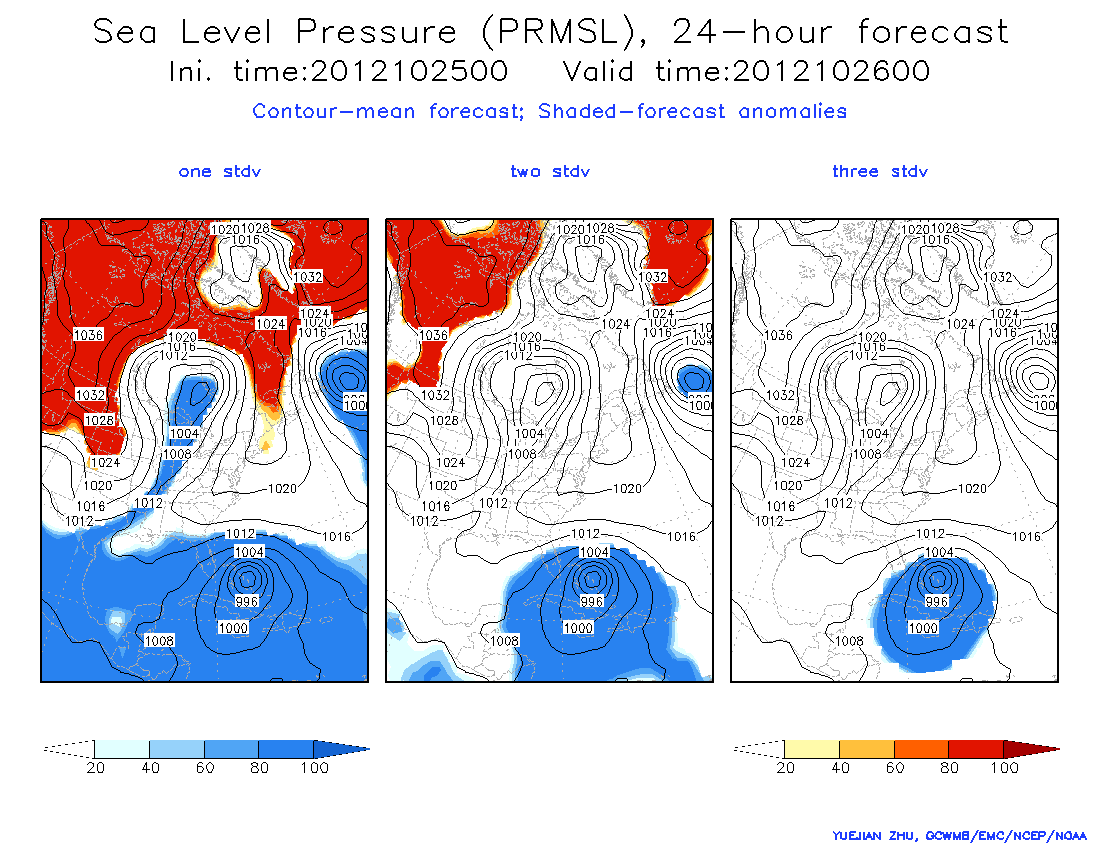 Sea Level Pressure (PRMSL), 24-hour forecast
Ini. time:2012102500 Valid time:2012102600
Contour-mean forecast; Shaded-forecast anomalies
one stdv two stdv three stdv
1020 1028 1020 1028 1020 1028
1016 1016 1016
1032 1032 1032
1024 1024 1024
1024 1020 1024 1020 1024 1020
1036 1020 1016 1036 1020 1016 1036 1020 1016
1016 1004 1016 1004 1016 1004
1012 1012 1012
1032 1032 1032
1000 1000 1000
1028 1028 1028
1004 1004 1004
1008 1008 1008
1024 1024 1024
1020 1020 1020 1020 1020 1020
1016 1012 1016 1012 1016 1012
1012 1012 1012
1012 1016 1012 1016 1012 1016
1004 1004 1004
996 996 996
1000 1000 1000
1008 1008 1008
20 40 60 80 100 20 40 60 80 100
YUEJIAN ZHU, GCWMB/EMC/NCEP/NOAA